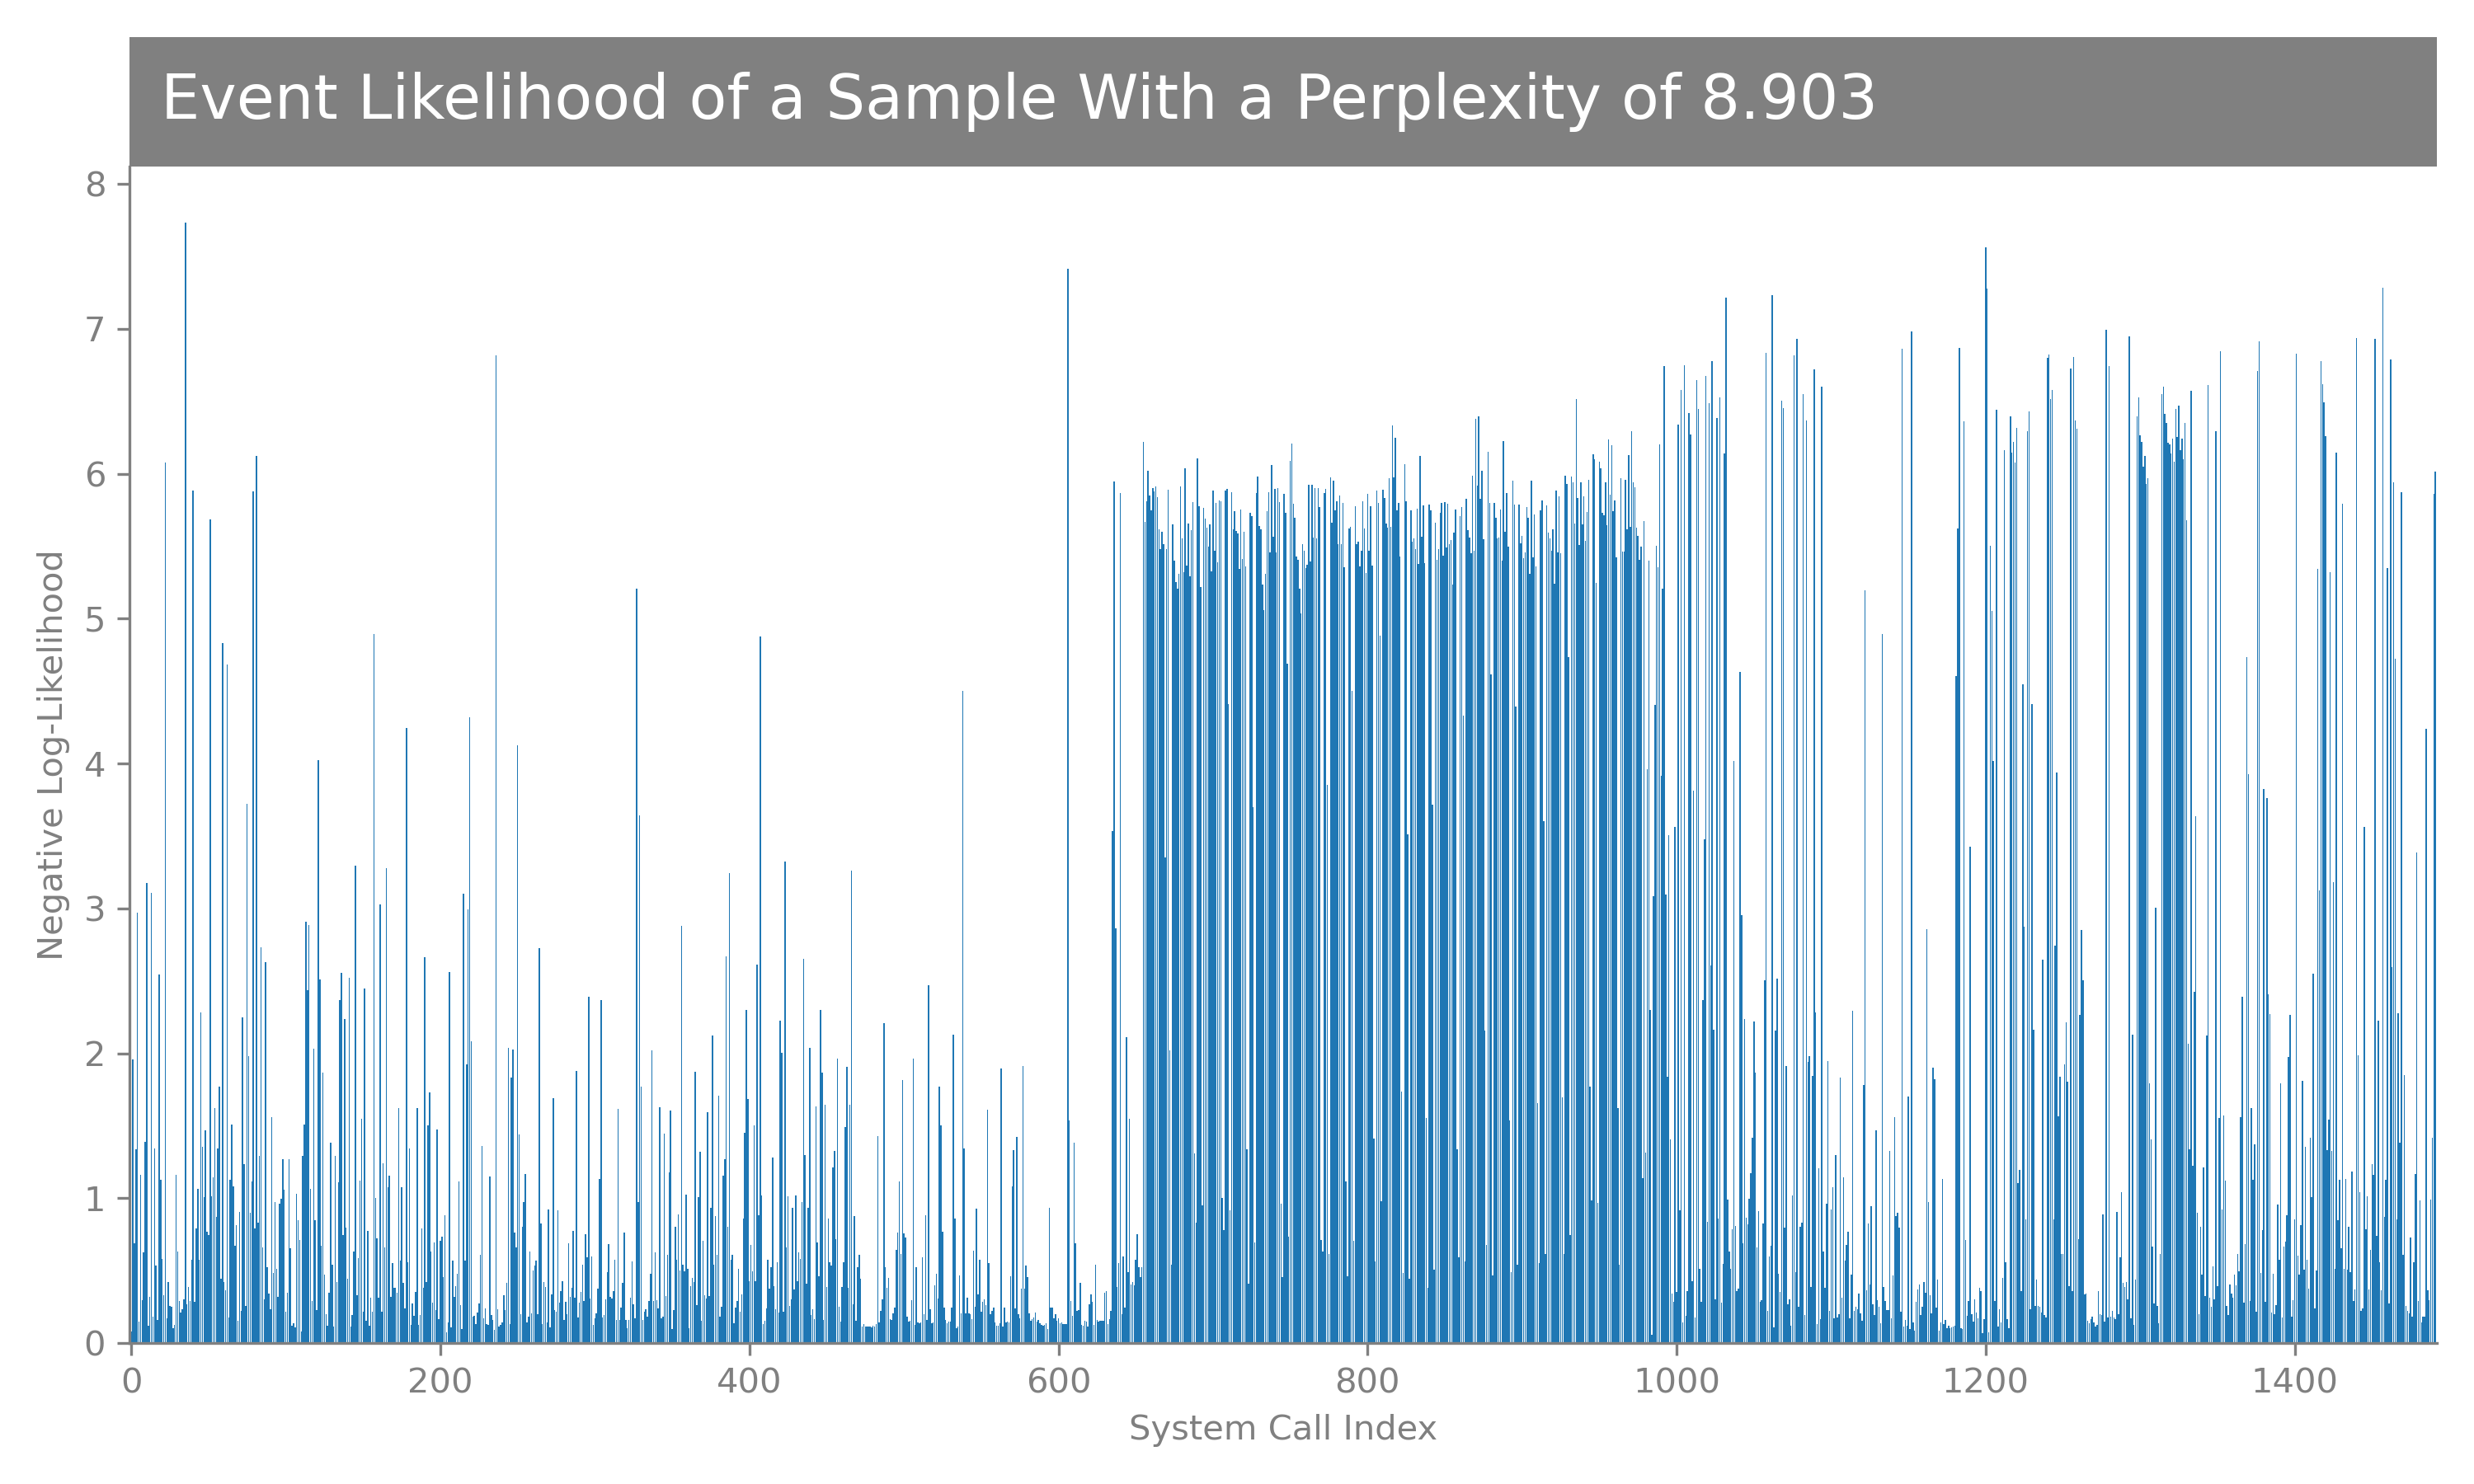 Event Likelihood of a Sample With a Perplexity of 8.903
8
7
6
5
4
3
2
1
0
Negative Log-Likelihood
0 200 400 600 800 1000 1200 1400
System Call Index